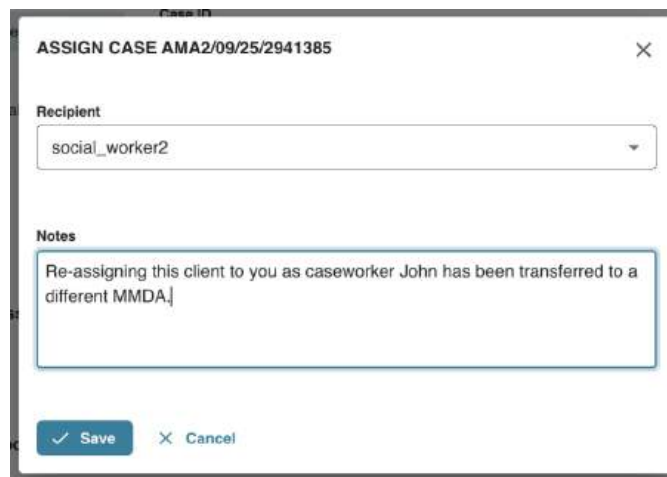 Case ID
ASSIGN CASE AMA2/09/25/2941385
Recipient
social_worker2
Notes
Re-assigning this client to you as caseworker John has been transferred to a
different MMDA.
Save
Cancel